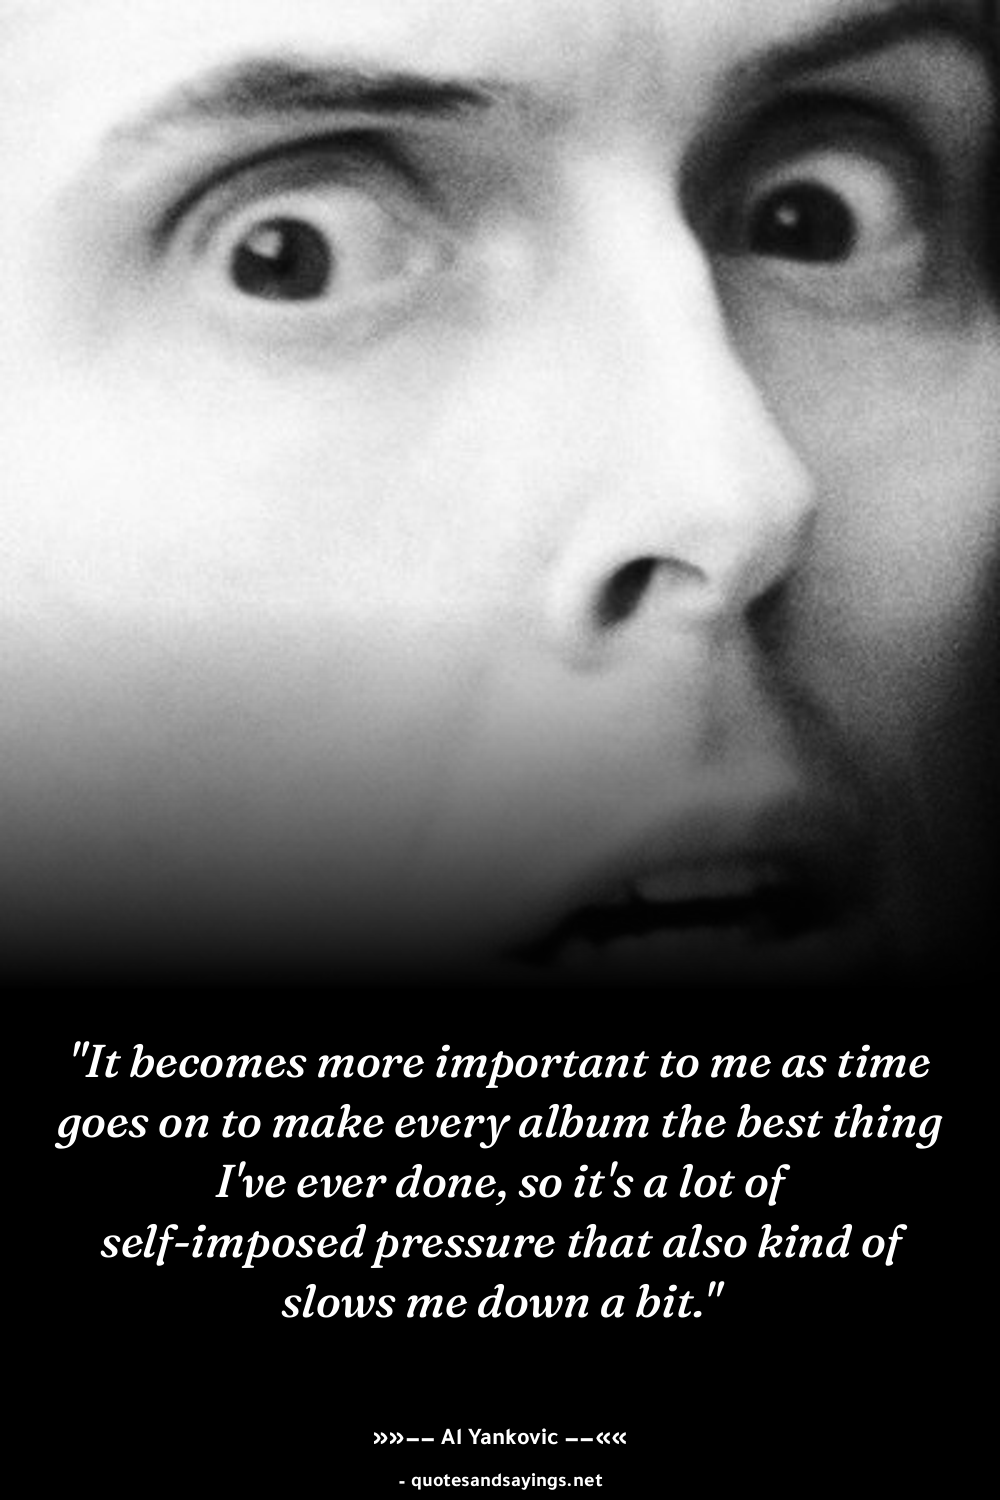 "It becomes more important to me as time
goes on to make every album the best thing
I've ever done, so it's a lot of
self-imposed pressure that also kind of
slows me down a bit."
»»−− Al Yankovic −−««
- quotesandsayings.net